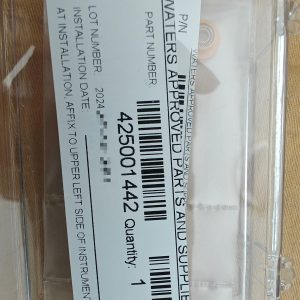 P/N
WATERS APPROVED PARTS AND SUPPLIE
PART NUMBER
425001442 Quantity: 1
LOT NUMBER 2024
INSTALLATION DATE
AT INSTALLATION, AFFIX TO UPPER LEFT SIDE OF INSTRUMENT